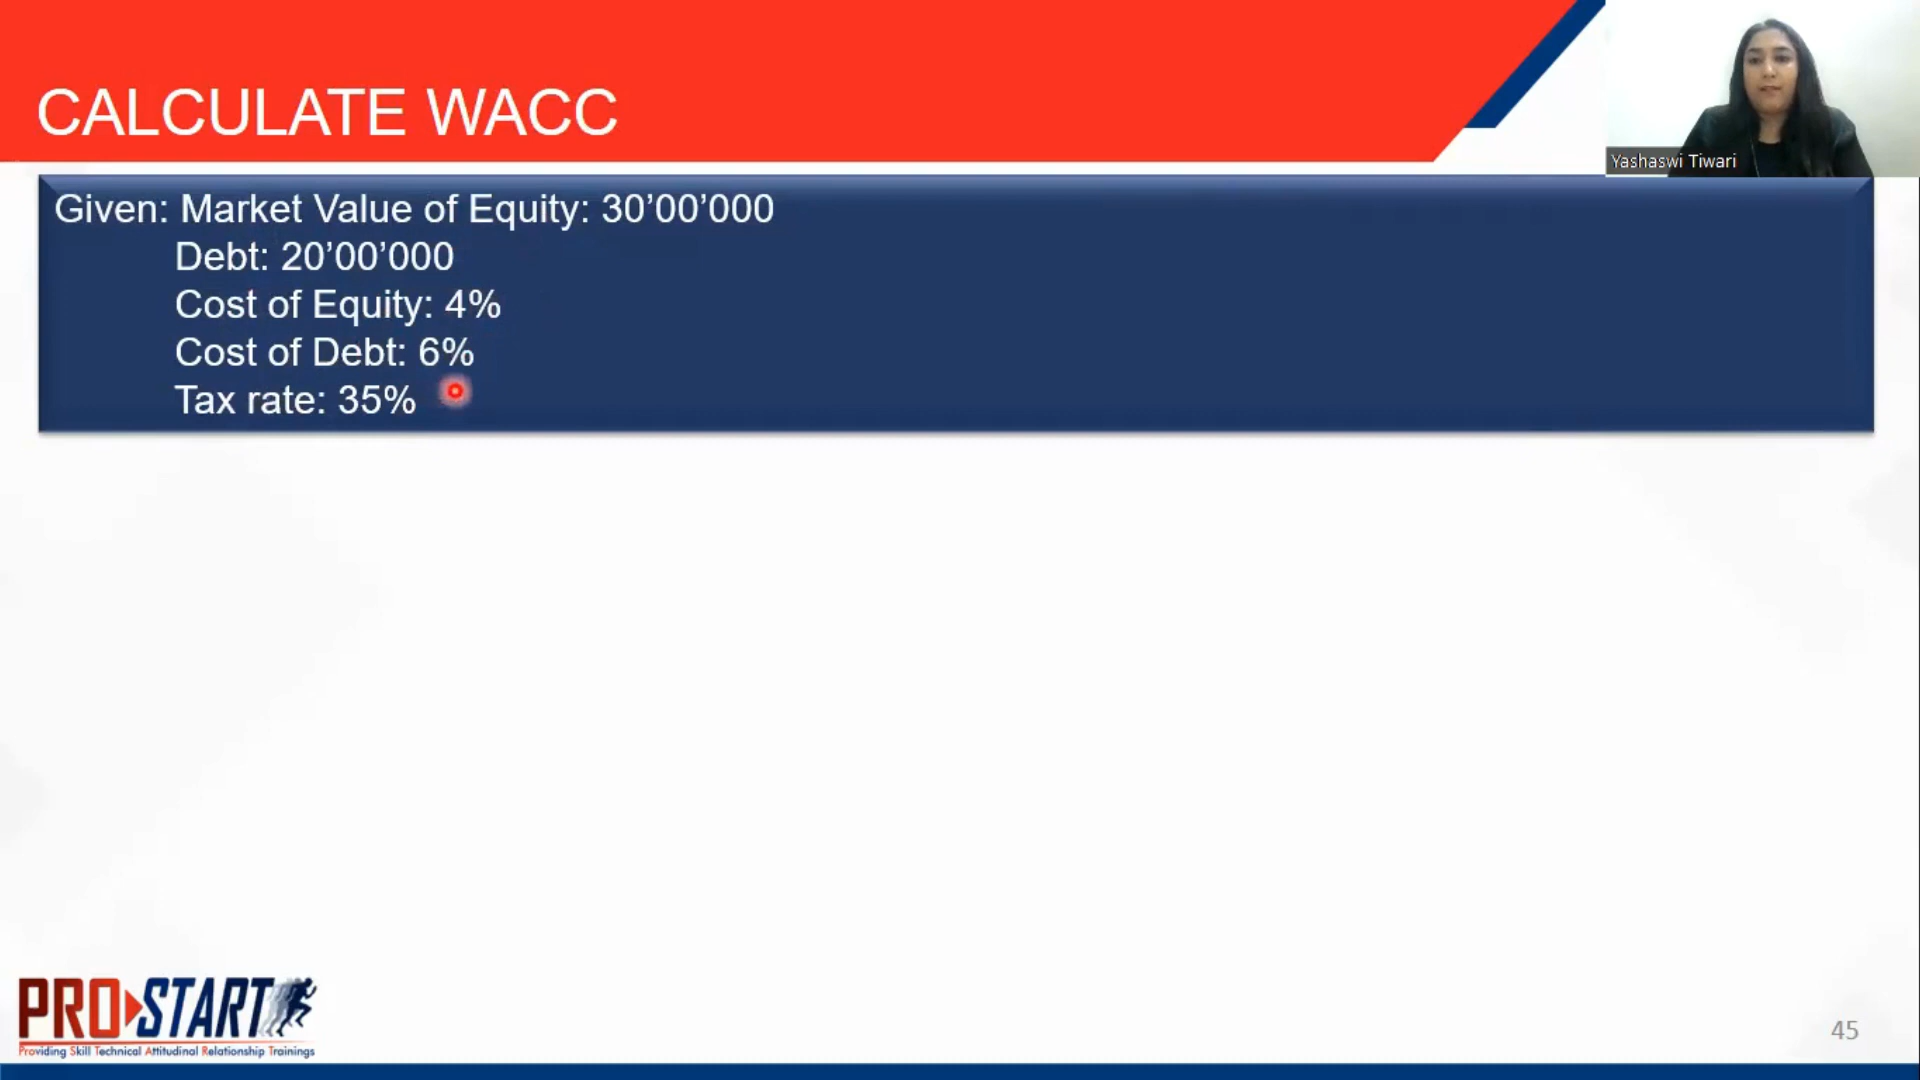 CALCULATE WACC
Yashaswi Tiwari
Given: Market Value of Equity: 30’00’000
Debt: 20’00’000
Cost of Equity: 4%
Cost of Debt: 6%
Tax rate: 35%
PRO START
Providing Skill Technical Attitudinal Relationship Trainings
45